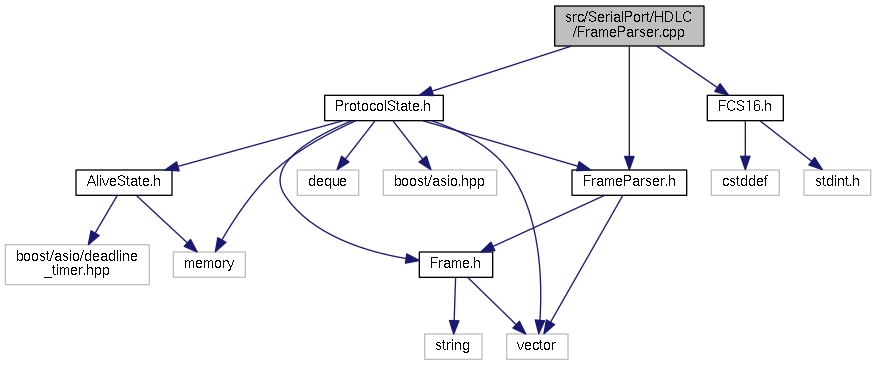 src/SerialPort/HDLC
/FrameParser.cpp
ProtocolState.h
FCS16.h
AliveState.h
deque
boost/asio.hpp
FrameParser.h
cstddef
stdint.h
boost/asio/deadline
_timer.hpp
memory
Frame.h
string
vector